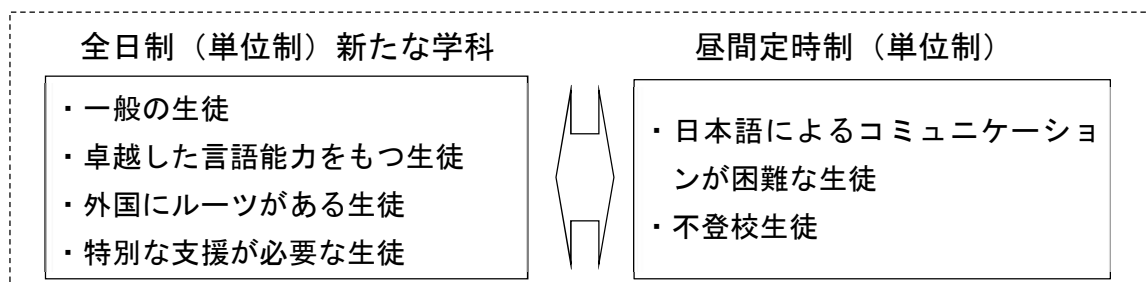 全日制（単位制）新たな学科
・一般の生徒
・卓越した言語能力をもつ生徒
・外国にルーツがある生徒
・特別な支援が必要な生徒
昼間定時制（単位制）
・日本語によるコミュニケーショ
ンが困難な生徒
・不登校生徒